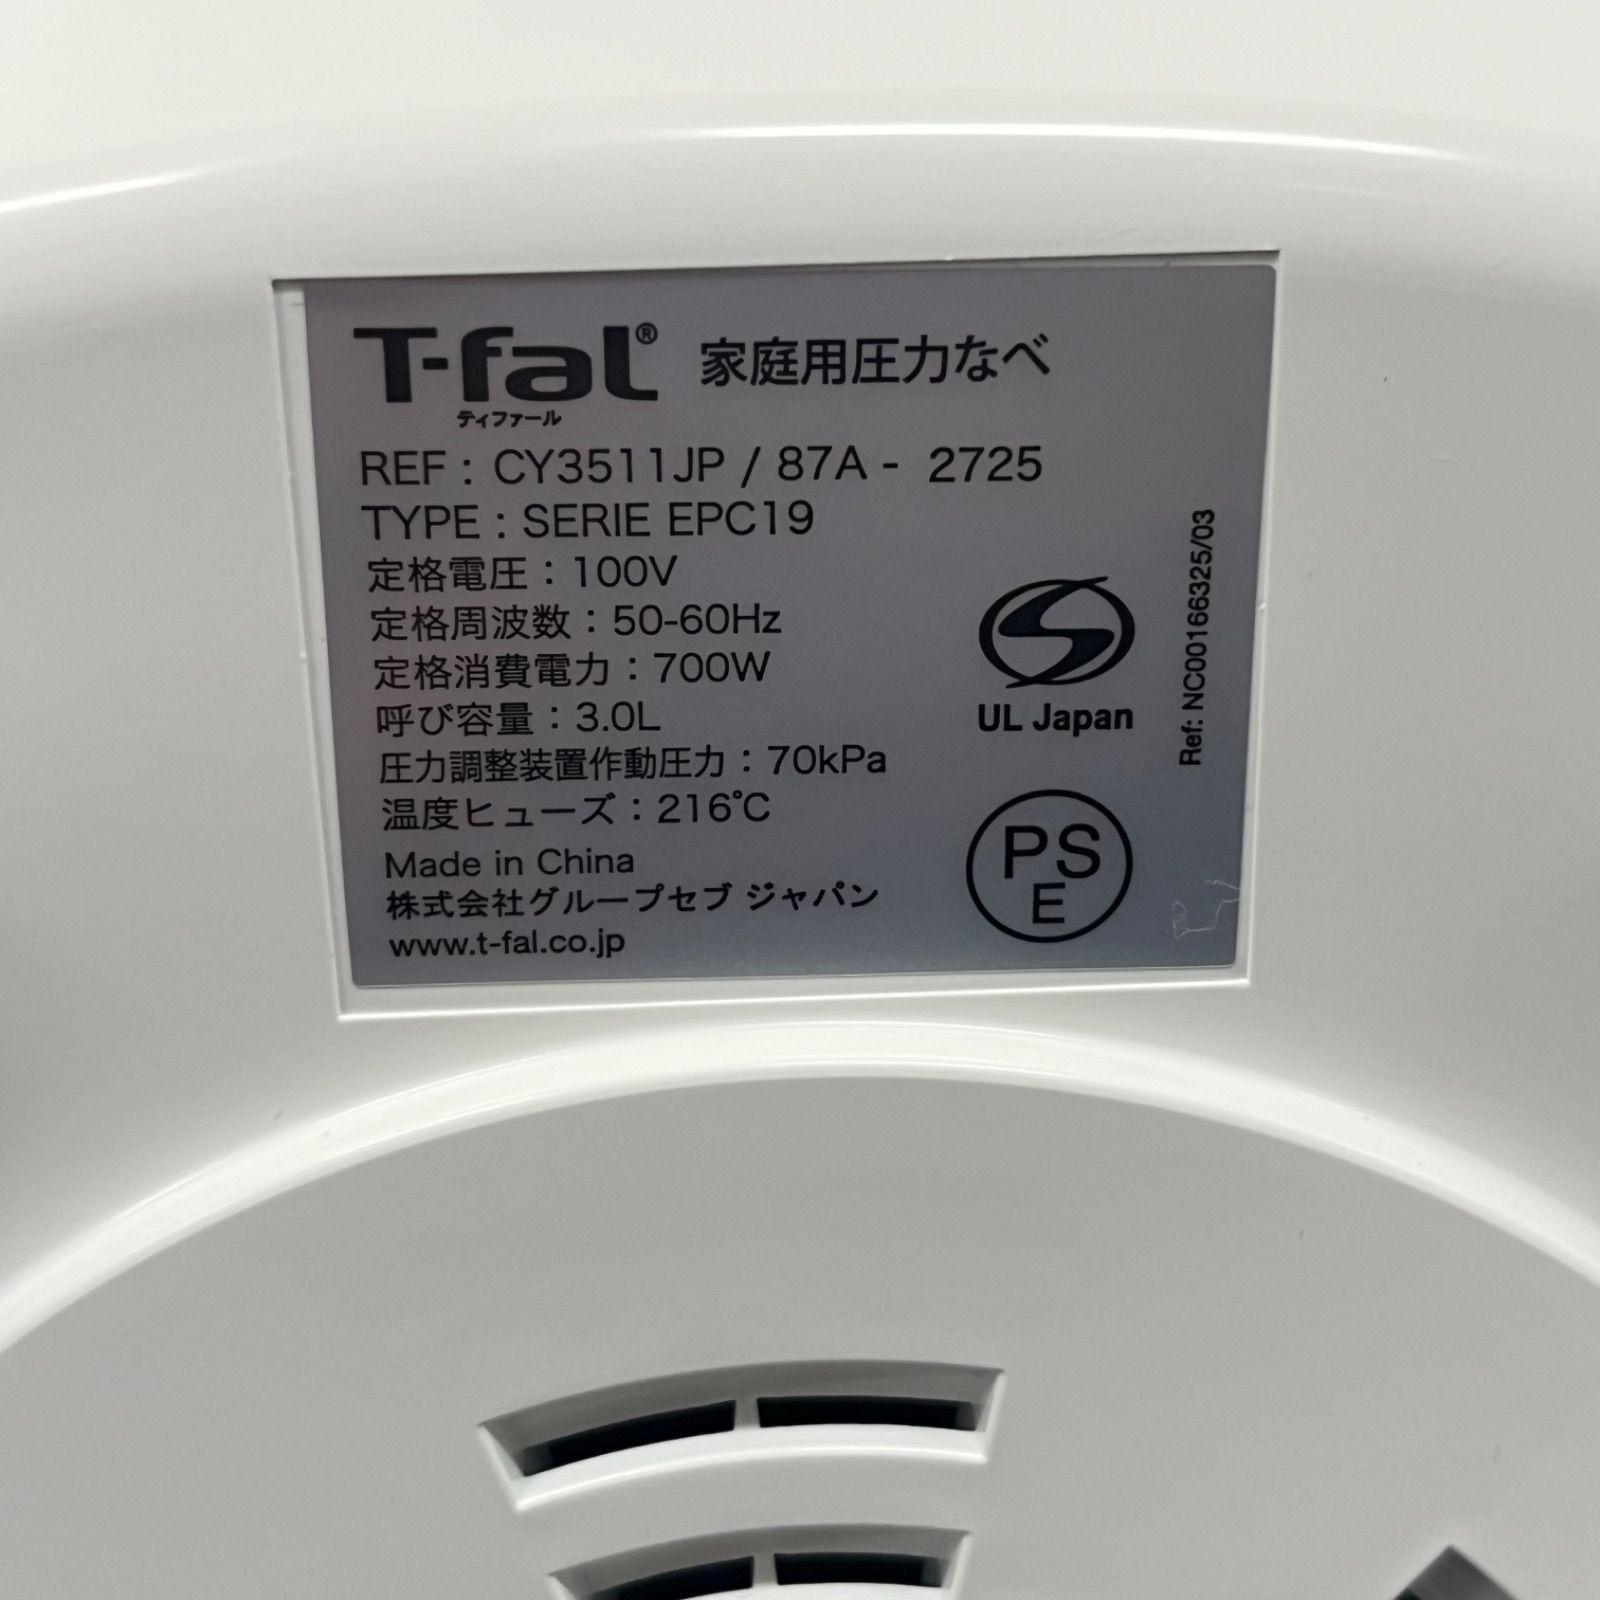 T-fal® 家庭用圧力なべ
ティファール
REF : CY3511JP / 87A - 2725
TYPE : SERIE EPC19
定格電圧：100V
定格周波数：50-60Hz
定格消費電力：700W
呼び容量：3.0L
圧力調整装置作動圧力：70kPa
温度ヒューズ：216℃
Made in China
株式会社グループセブ ジャパン
www.t-fal.co.jp
S
UL Japan
PS
E
Ref: NC00166325/03